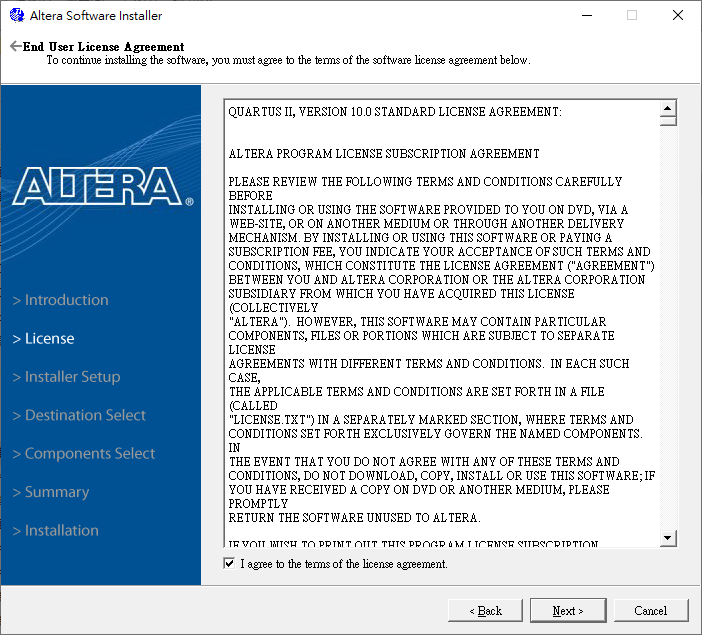 Altera Software Installer
End User License Agreement
To continue installing the software, you must agree to the terms of the software license agreement below.
ALTERA®
> Introduction
> License
> Installer Setup
> Destination Select
> Components Select
> Summary
> Installation
QUARTUS II, VERSION 10.0 STANDARD LICENSE AGREEMENT:
ALTERA PROGRAM LICENSE SUBSCRIPTION AGREEMENT
PLEASE REVIEW THE FOLLOWING TERMS AND CONDITIONS CAREFULLY
BEFORE
INSTALLING OR USING THE SOFTWARE PROVIDED TO YOU ON DVD, VIA A
WEB-SITE, OR ON ANOTHER MEDIUM OR THROUGH ANOTHER DELIVERY
MECHANISM. BY INSTALLING OR USING THIS SOFTWARE OR PAYING A
SUBSCRIPTION FEE, YOU INDICATE YOUR ACCEPTANCE OF SUCH TERMS AND
CONDITIONS, WHICH CONSTITUTE THE LICENSE AGREEMENT ("AGREEMENT")
BETWEEN YOU AND ALTERA CORPORATION OR THE ALTERA CORPORATION
SUBSIDIARY FROM WHICH YOU HAVE ACQUIRED THIS LICENSE
(COLLECTIVELY
"ALTERA"). HOWEVER, THIS SOFTWARE MAY CONTAIN PARTICULAR
COMPONENTS, FILES OR PORTIONS WHICH ARE SUBJECT TO SEPARATE
LICENSE
AGREEMENTS WITH DIFFERENT TERMS AND CONDITIONS. IN EACH SUCH
CASE,
THE APPLICABLE TERMS AND CONDITIONS ARE SET FORTH IN A FILE
(CALLED
"LICENSE.TXT") IN A SEPARATELY MARKED SECTION, WHERE TERMS AND
CONDITIONS SET FORTH EXCLUSIVELY GOVERN THE NAMED COMPONENTS.
IN
THE EVENT THAT YOU DO NOT AGREE WITH ANY OF THESE TERMS AND
CONDITIONS, DO NOT DOWNLOAD, COPY, INSTALL OR USE THIS SOFTWARE; IF
YOU HAVE RECEIVED A COPY ON DVD OR ANOTHER MEDIUM, PLEASE
PROMPTLY
RETURN THE SOFTWARE UNUSED TO ALTERA.
IF YOU WISH TO PRINT OUT THIS PROGRAM LICENSE SUBSCRIPTION
I agree to the terms of the license agreement.
< Back
Next >
Cancel